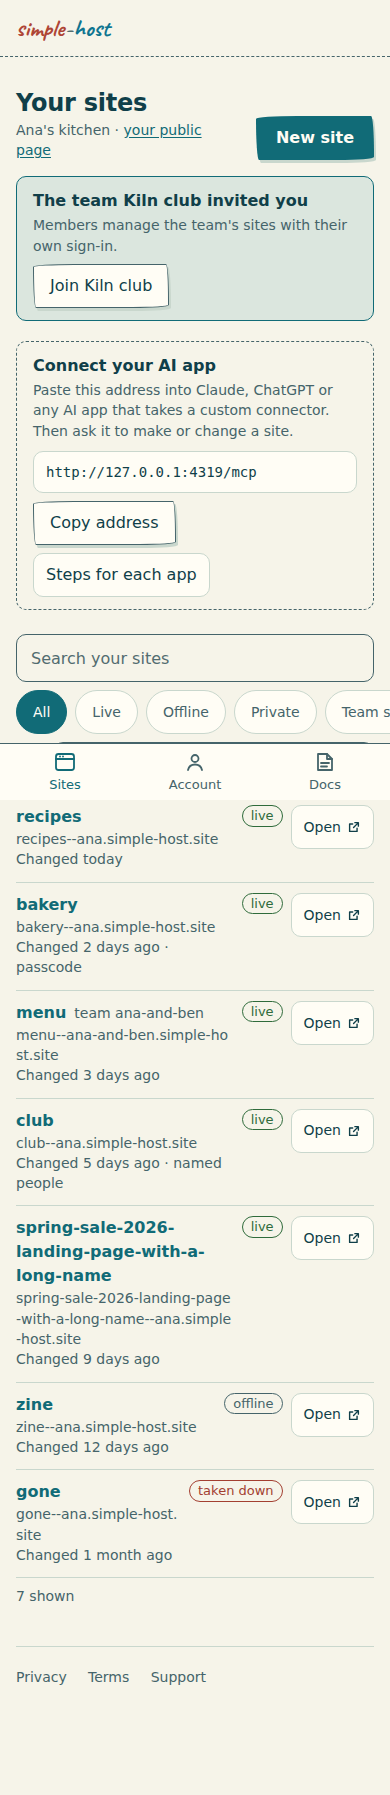 simple-host
Your sites
Ana's kitchen · your public
page
New site
The team Kiln club invited you
Members manage the team's sites with their
own sign-in.
Join Kiln club
Connect your AI app
Paste this address into Claude, ChatGPT or
any AI app that takes a custom connector.
Then ask it to make or change a site.
http://127.0.0.1:4319/mcp
Copy address
Steps for each app
Search your sites
All Live Offline Private Team s
Sites Account Docs
recipes live Open
recipes--ana.simple-host.site
Changed today
bakery live Open
bakery--ana.simple-host.site
Changed 2 days ago ·
passcode
menu team ana-and-ben live Open
menu--ana-and-ben.simple-ho
st.site
Changed 3 days ago
club live Open
club--ana.simple-host.site
Changed 5 days ago · named
people
spring-sale-2026- live Open
landing-page-with-a-
long-name
spring-sale-2026-landing-page
-with-a-long-name--ana.simple
-host.site
Changed 9 days ago
zine offline Open
zine--ana.simple-host.site
Changed 12 days ago
gone taken down Open
gone--ana.simple-host.
site
Changed 1 month ago
7 shown
Privacy Terms Support